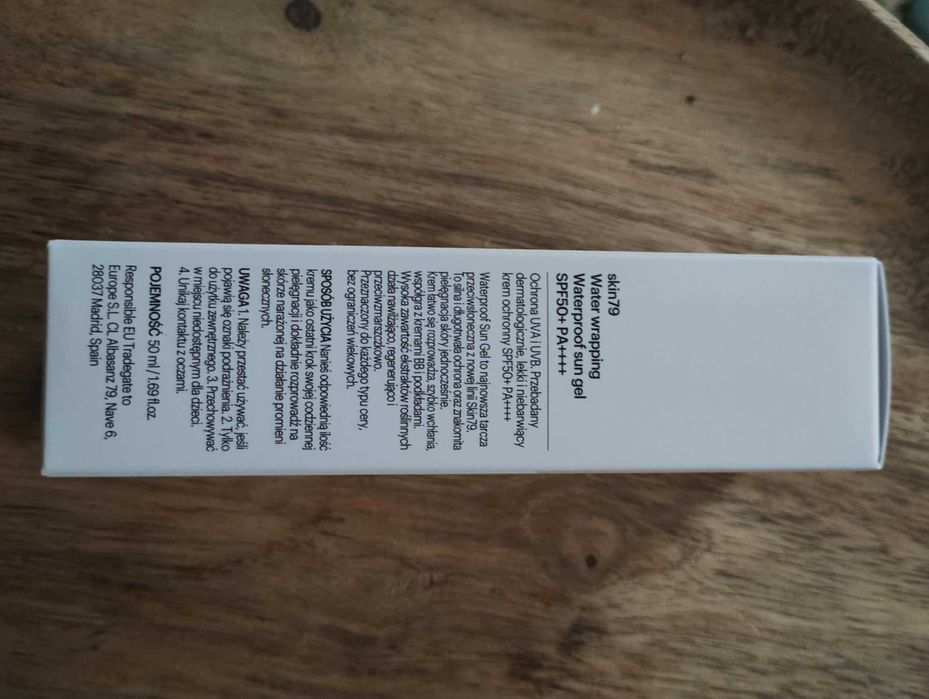 skin79
Water wrapping
Waterproof sun gel
SPF50+ PA++++
Ochrona UVA i UVB. Przebadany
dermatologicznie, lekki i niebarwiący
krem ochronny SPF50+ PA++++
Waterproof Sun Gel to najnowsza tarcza
przeciwsłoneczna z nowej linii Skin79.
To silna i długotrwała ochrona oraz znakomita
pielęgnacja skóry jednocześnie.
Krem łatwo się rozprowadza, szybko wchłania,
współgra z kremami BB i podkładami.
Wysoka zawartość ekstraktów roślinnych
działa nawilżająco, regenerująco i
przeciwzmarszczkowo.
Przeznaczony do każdego typu cery,
bez ograniczeń wiekowych.
SPOSÓB UŻYCIA Nanieś odpowiednią ilość
kremu jako ostatni krok swojej codziennej
pielęgnacji i dokładnie rozprowadź na
skórze narażonej na działanie promieni
słonecznych.
UWAGA 1. Należy przestać używać, jeśli
pojawią się oznaki podrażnienia. 2. Tylko
do użytku zewnętrznego. 3. Przechowywać
w miejscu niedostępnym dla dzieci.
4. Unikaj kontaktu z oczami.
POJEMNOŚĆ 50 ml / 1.69 fl.oz.
Responsible EU Tradegate to
Europe S.L. CL Albasanz 79, Nave 6,
28037 Madrid, Spain